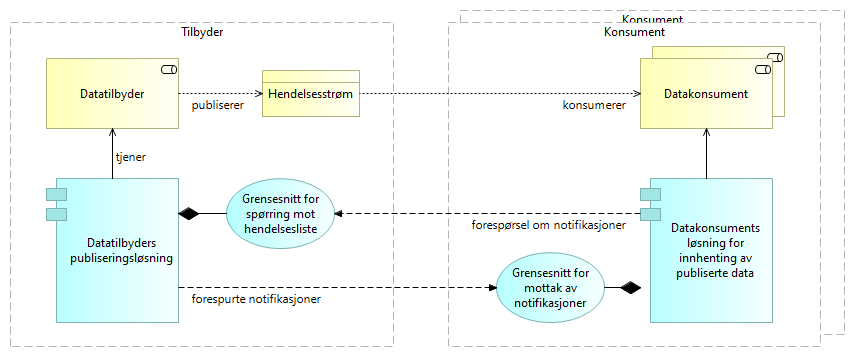 Tilbyder
Konsument
Konsument
Datatilbyder
publiserer
Hendelsesstrøm
konsumerer
Datakonsument
tjener
Datatilbyders
publiseringsløsning
Grensesnitt for
spørring mot
hendelsesliste
forespørsel om notifikasjoner
Datakonsuments
løsning for
innhenting av
publiserte data
forespurte notifikasjoner
Grensesnitt for
mottak av
notifikasjoner